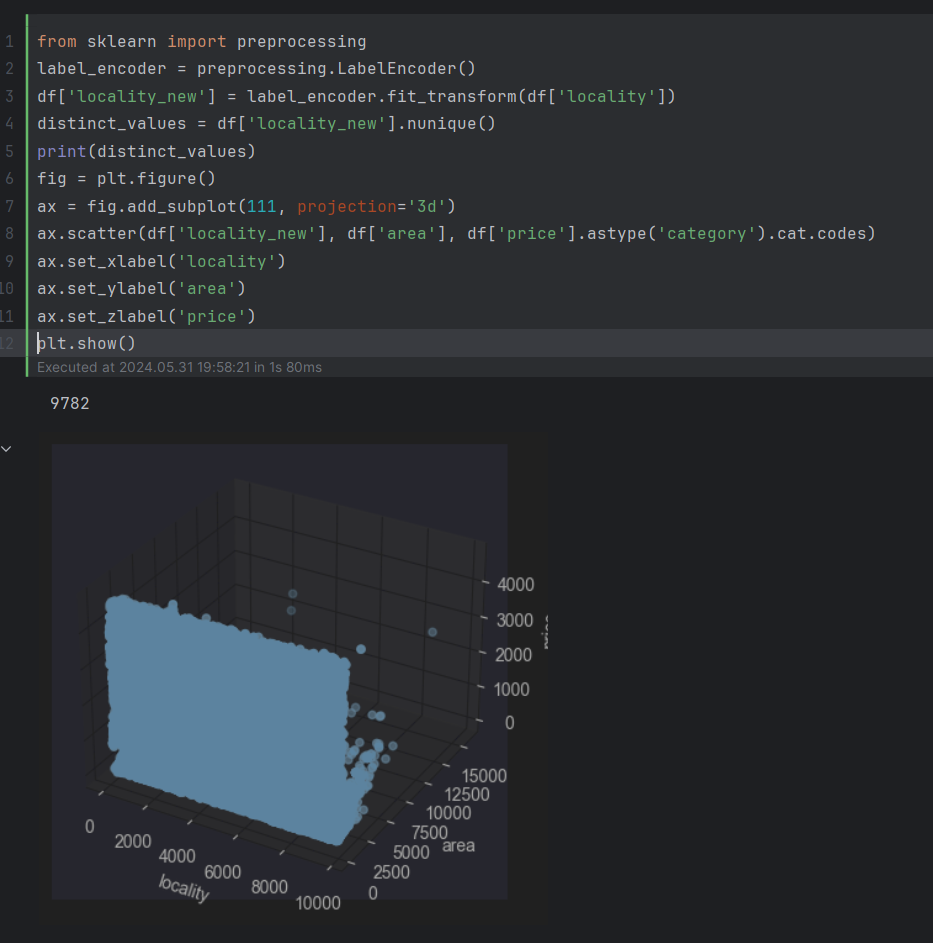 1 from sklearn import preprocessing
2 label_encoder = preprocessing.LabelEncoder()
3 df['locality_new'] = label_encoder.fit_transform(df['locality'])
4 distinct_values = df['locality_new'].nunique()
5 print(distinct_values)
6 fig = plt.figure()
7 ax = fig.add_subplot(111, projection='3d')
8 ax.scatter(df['locality_new'], df['area'], df['price'].astype('category').cat.codes)
9 ax.set_xlabel('locality')
10 ax.set_ylabel('area')
11 ax.set_zlabel('price')
12 plt.show()
Executed at 2024.05.31 19:58:21 in 1s 80ms
9782
4000
3000
2000
1000
0
15000
12500
10000
7500
5000
2500
0
area
0
2000
4000
6000
8000
10000
locality